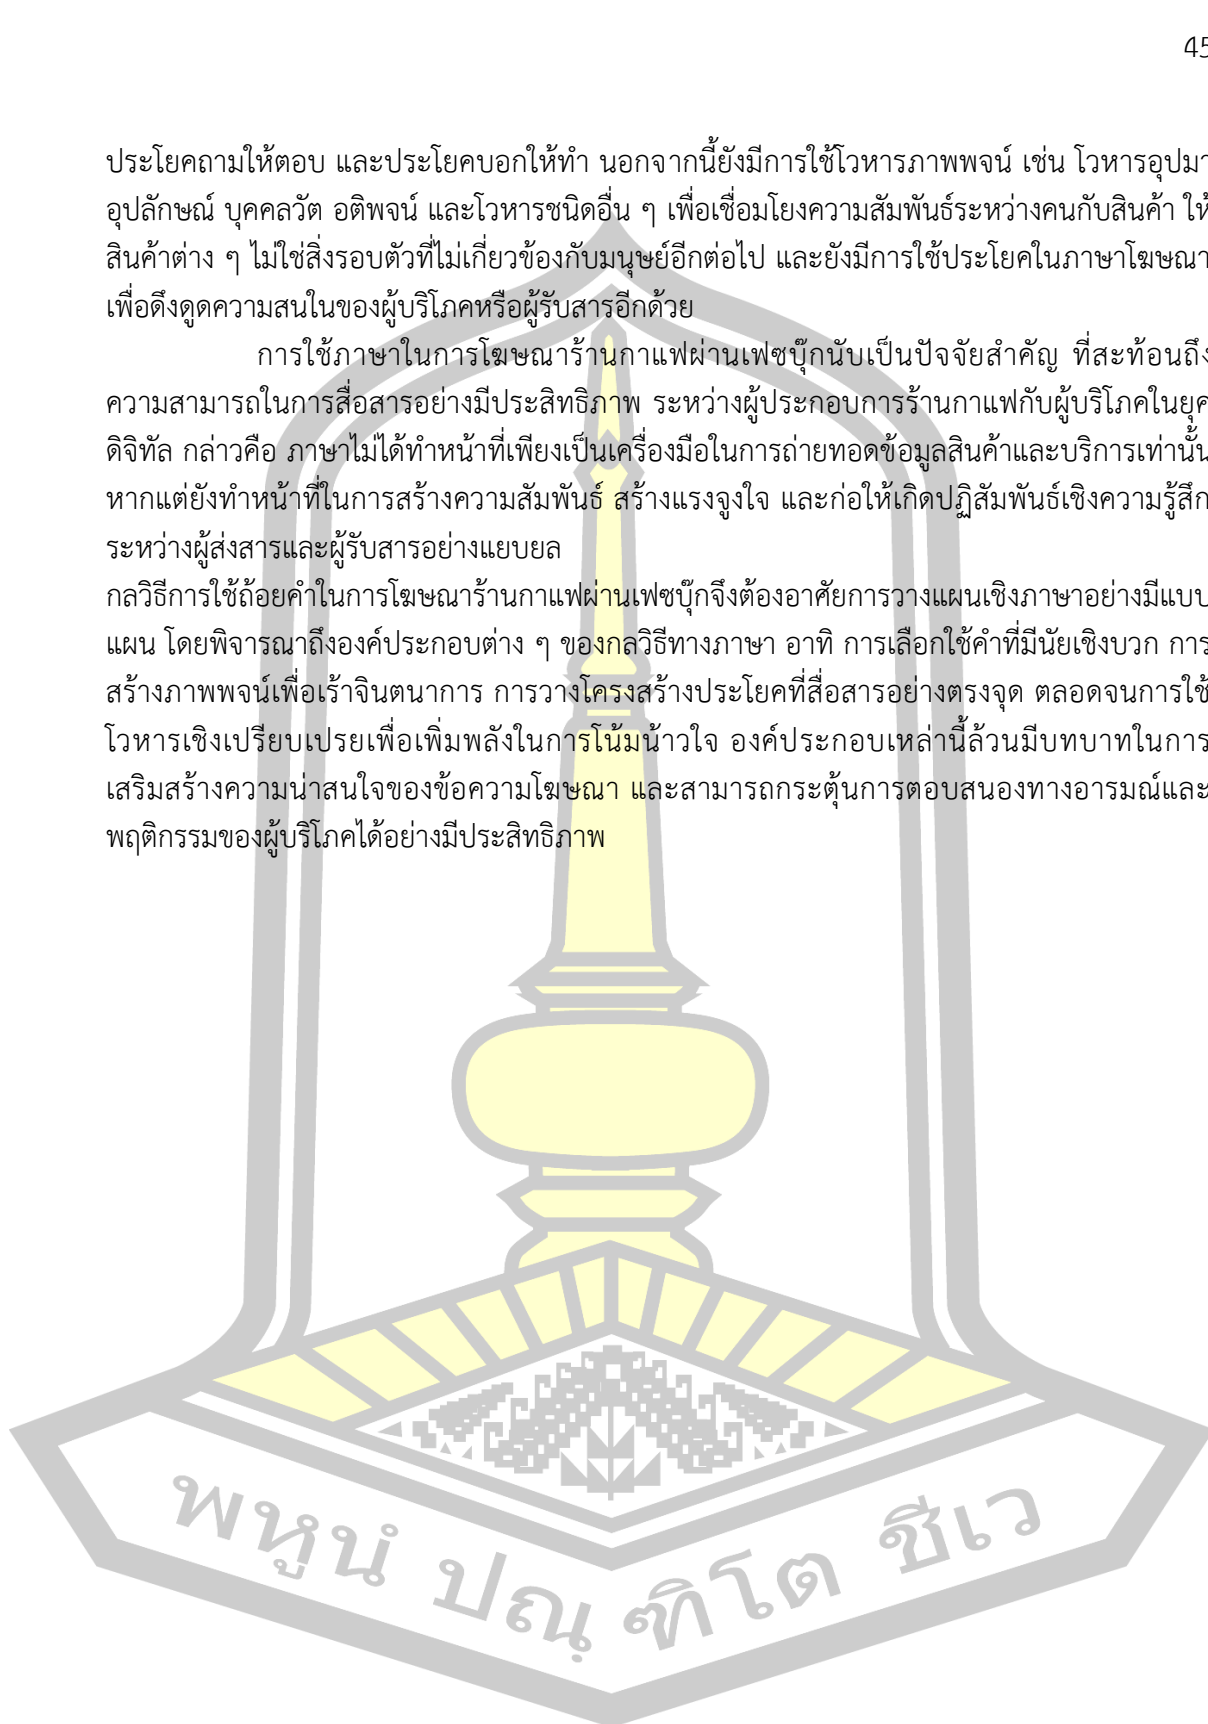 45
ประโยคถามให้ตอบ และประโยคบอกให้ทำ นอกจากนี้ยังมีการใช้โวหารภาพพจน์ เช่น โวหารอุปมา
อุปลักษณ์ บุคคลวัต อติพจน์ และโวหารชนิดอื่น ๆ เพื่อเชื่อมโยงความสัมพันธ์ระหว่างคนกับสินค้า ให้
สินค้าต่าง ๆ ไม่ใช่สิ่งรอบตัวที่ไม่เกี่ยวข้องกับมนุษย์อีกต่อไป และยังมีการใช้ประโยคในภาษาโฆษณา
เพื่อดึงดูดความสนในของผู้บริโภคหรือผู้รับสารอีกด้วย
การใช้ภาษาในการโฆษณาร้านกาแฟผ่านเฟซบุ๊กนับเป็นปัจจัยสำคัญ ที่สะท้อนถึง
ความสามารถในการสื่อสารอย่างมีประสิทธิภาพ ระหว่างผู้ประกอบการร้านกาแฟกับผู้บริโภคในยุค
ดิจิทัล กล่าวคือ ภาษาไม่ได้ทำหน้าที่เพียงเป็นเครื่องมือในการถ่ายทอดข้อมูลสินค้าและบริการเท่านั้น
หากแต่ยังทำหน้าที่ในการสร้างความสัมพันธ์ สร้างแรงจูงใจ และก่อให้เกิดปฏิสัมพันธ์เชิงความรู้สึก
ระหว่างผู้ส่งสารและผู้รับสารอย่างแยบยล
กลวิธีการใช้ถ้อยคำในการโฆษณาร้านกาแฟผ่านเฟซบุ๊กจึงต้องอาศัยการวางแผนเชิงภาษาอย่างมีแบบ
แผน โดยพิจารณาถึงองค์ประกอบต่าง ๆ ของกลวิธีทางภาษา อาทิ การเลือกใช้คำที่มีนัยเชิงบวก การ
สร้างภาพพจน์เพื่อเร้าจินตนาการ การวางโครงสร้างประโยคที่สื่อสารอย่างตรงจุด ตลอดจนการใช้
โวหารเชิงเปรียบเปรยเพื่อเพิ่มพลังในการโน้มน้าวใจ องค์ประกอบเหล่านี้ล้วนมีบทบาทในการ
เสริมสร้างความน่าสนใจของข้อความโฆษณา และสามารถกระตุ้นการตอบสนองทางอารมณ์และ
พฤติกรรมของผู้บริโภคได้อย่างมีประสิทธิภาพ
พหูนํ ปณฺฑิโต ชีเว